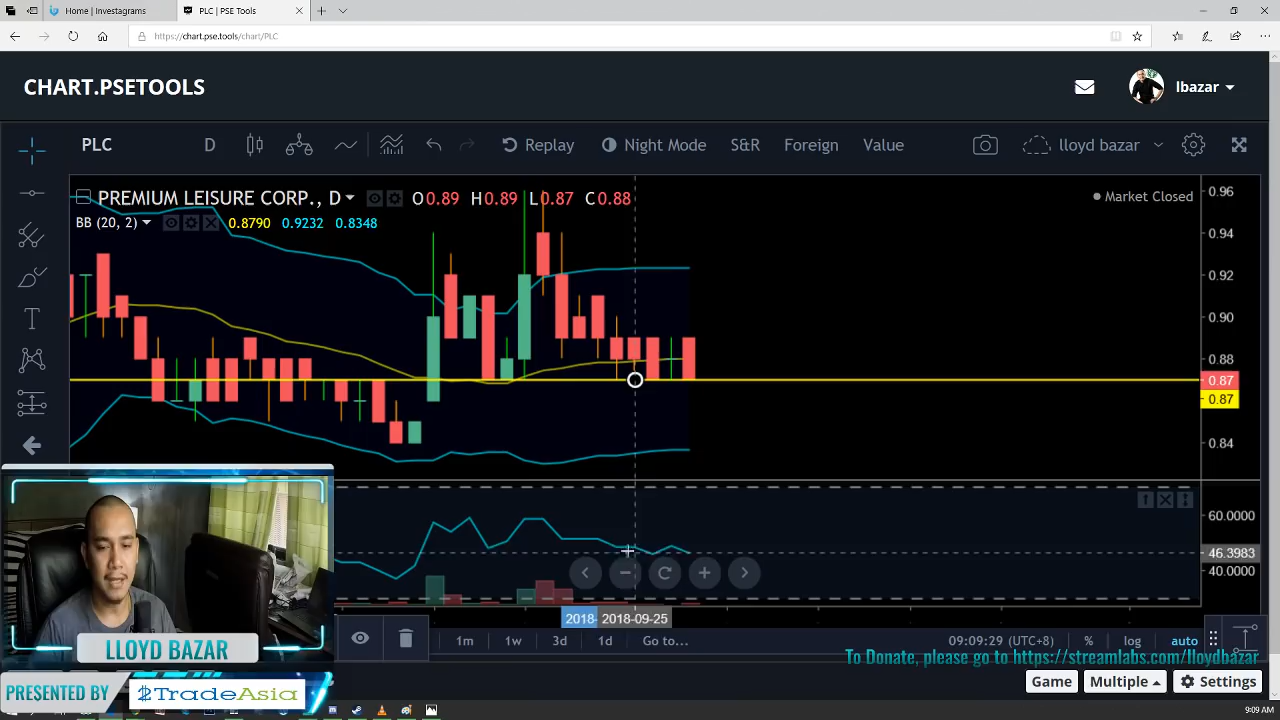 Home | Investagrams
PLC | PSE Tools
https://chart.pse.tools/chart/PLC
CHART.PSETOOLS
lbazar
PLC D Replay Night Mode S&R Foreign Value lloyd bazar
PREMIUM LEISURE CORP., D O0.89 H0.89 L0.87 C0.88
Market Closed
BB (20, 2) 0.8790 0.9232 0.8348
0.96
0.94
0.92
0.90
0.88
0.87
0.87
0.84
60.0000
46.3983
40.0000
2018- 2018-09-25
1m 1w 3d 1d Go to... 09:09:29 (UTC+8) % log auto
To Donate, please go to https://streamlabs.com/lloydbazar
LLOYD BAZAR
PRESENTED BY $TradeAsia
Game Multiple Settings
9:09 AM